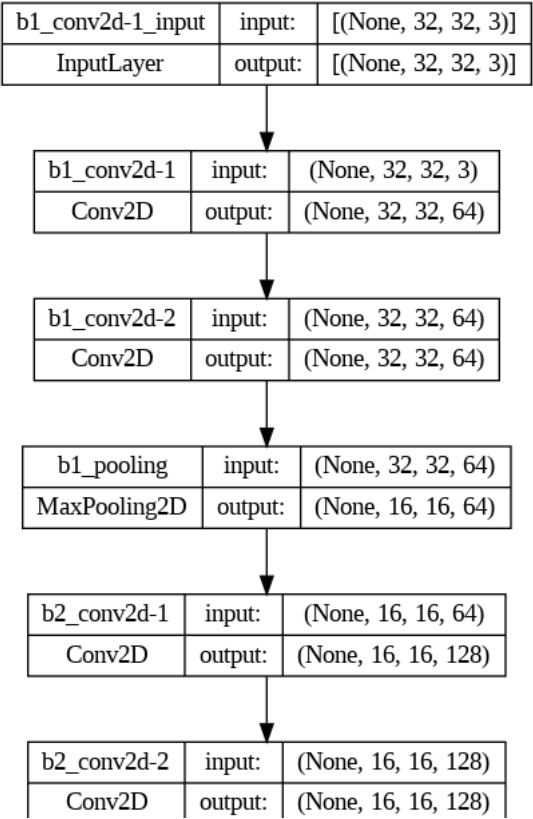 b1_conv2d-1_input input: [(None, 32, 32, 3)]
InputLayer output: [(None, 32, 32, 3)]
b1_conv2d-1 input: (None, 32, 32, 3)
Conv2D output: (None, 32, 32, 64)
b1_conv2d-2 input: (None, 32, 32, 64)
Conv2D output: (None, 32, 32, 64)
b1_pooling input: (None, 32, 32, 64)
MaxPooling2D output: (None, 16, 16, 64)
b2_conv2d-1 input: (None, 16, 16, 64)
Conv2D output: (None, 16, 16, 128)
b2_conv2d-2 input: (None, 16, 16, 128)
Conv2D output: (None, 16, 16, 128)